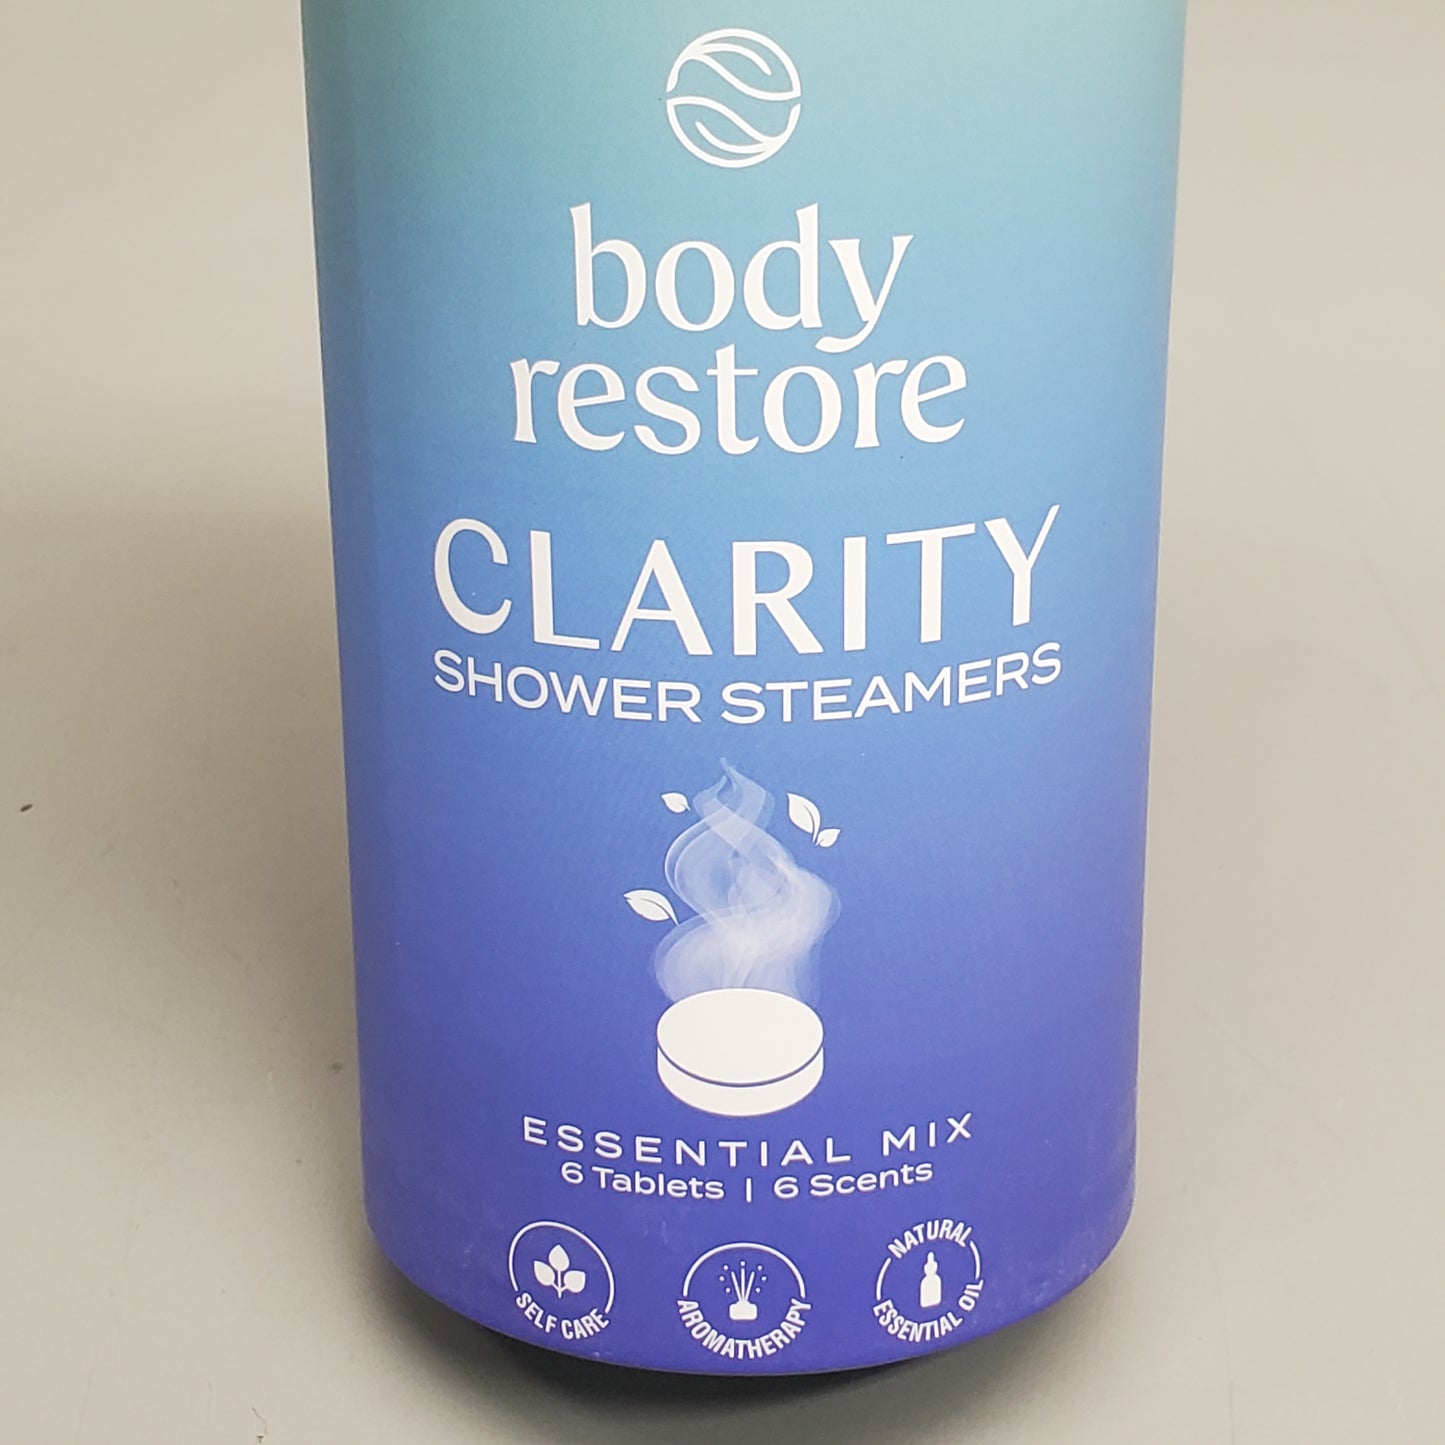 body
restore
CLARITY
SHOWER STEAMERS
ESSENTIAL MIX
6 Tablets | 6 Scents
SELF CARE
AROMATHERAPY
NATURAL
ESSENTIAL OIL